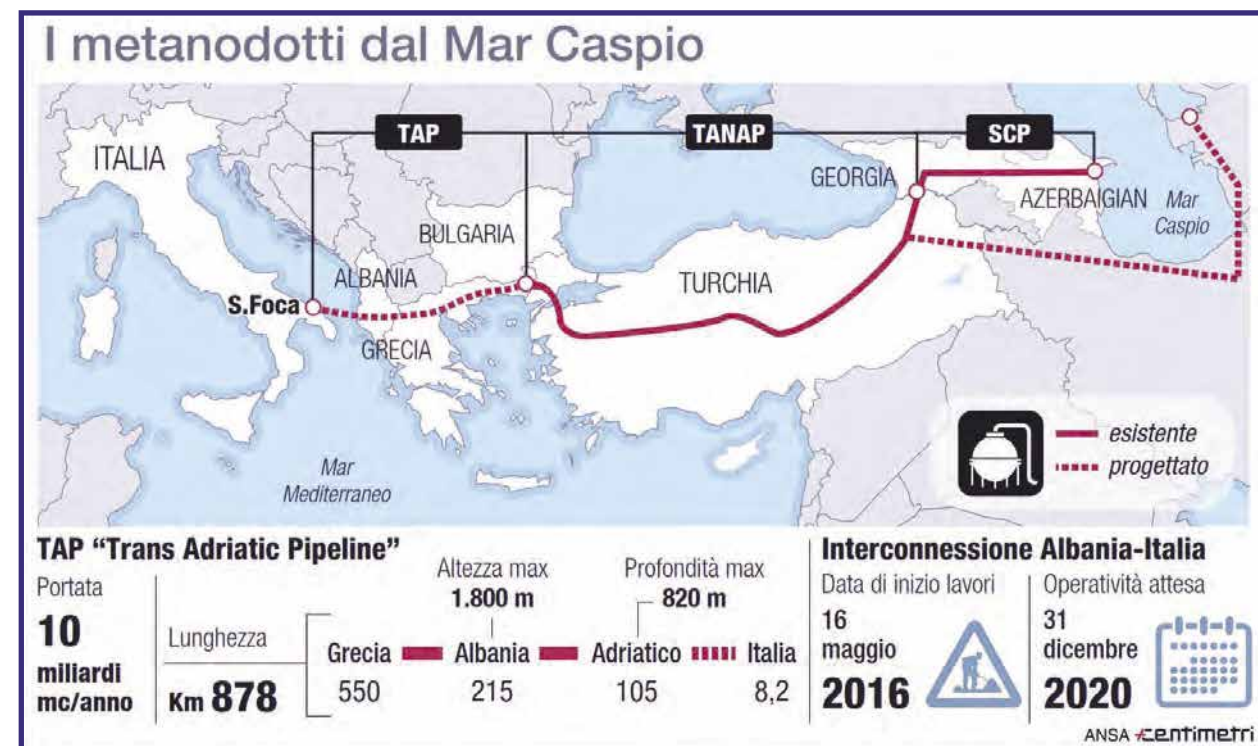 I metanodotti dal Mar Caspio
TAP
TANAP
SCP
ITALIA
GEORGIA
AZERBAIGIAN
Mar
Caspio
BULGARIA
ALBANIA
TURCHIA
S.Foca
GRECIA
Mar
Mediterraneo
esistente
progettato
TAP “Trans Adriatic Pipeline”
Portata
10
miliardi
mc/anno
Lunghezza
Km 878
Altezza max
1.800 m
Profondità max
820 m
Grecia Albania Adriatico Italia
550 215 105 8,2
Interconnessione Albania-Italia
Data di inizio lavori
16
maggio
2016
Operatività attesa
31
dicembre
2020
ANSA centimetri